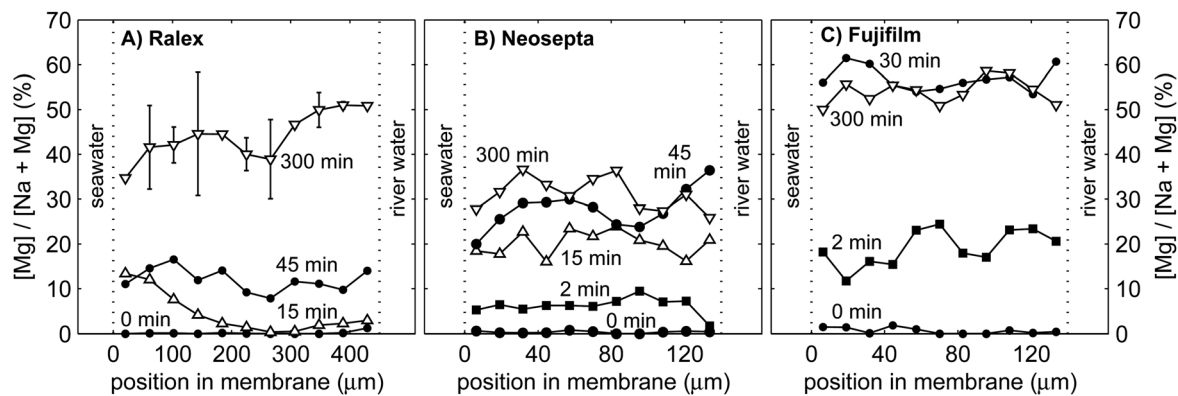 A) Ralex
B) Neosepta
C) Fujifilm
[Mg] / [Na + Mg] (%)
70
60
50
40
30
20
10
0
seawater
river water
300 min
45 min
15 min
0 min
0
100
200
300
400
position in membrane (μm)
seawater
river water
300 min
45
min
15 min
2 min
0 min
0
40
80
120
position in membrane (μm)
seawater
river water
30 min
300 min
2 min
0 min
0
40
80
120
position in membrane (μm)
70
60
50
40
30
20
10
0
[Mg] / [Na + Mg] (%)